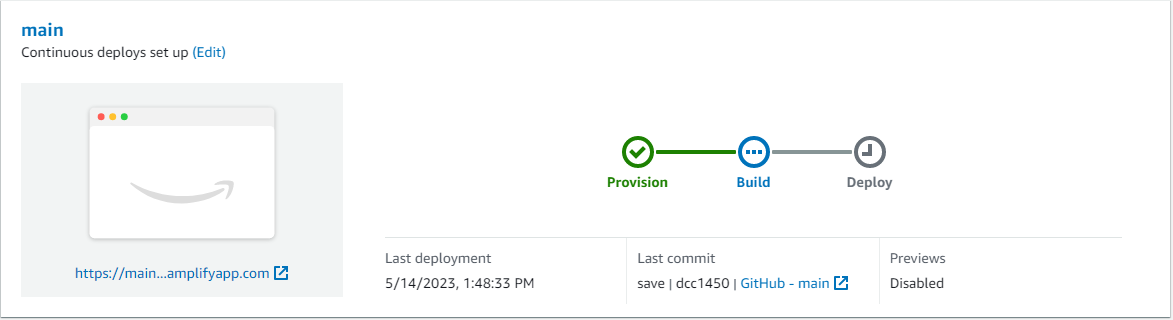 main
Continuous deploys set up (Edit)
https://main...amplifyapp.com
Provision
Build
Deploy
Last deployment
5/14/2023, 1:48:33 PM
Last commit
save | dcc1450 | GitHub - main
Previews
Disabled